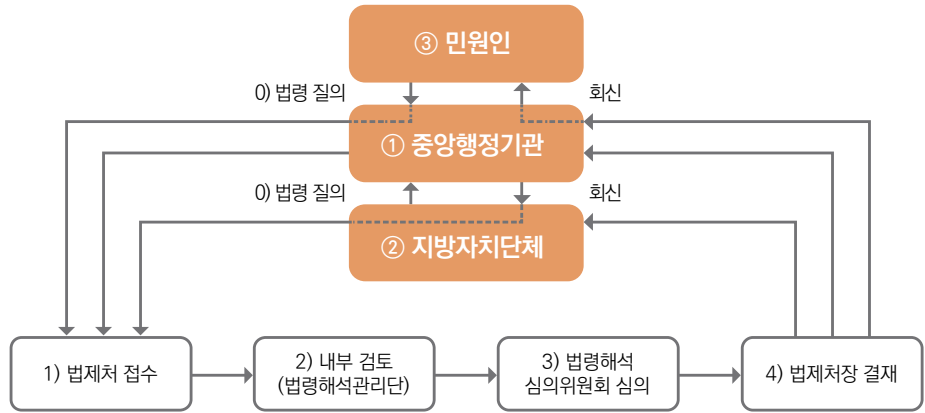 ③ 민원인
0) 법령 질의
회신
① 중앙행정기관
0) 법령 질의
회신
② 지방자치단체
1) 법제처 접수
2) 내부 검토
(법령해석관리단)
3) 법령해석
심의위원회 심의
4) 법제처장 결재